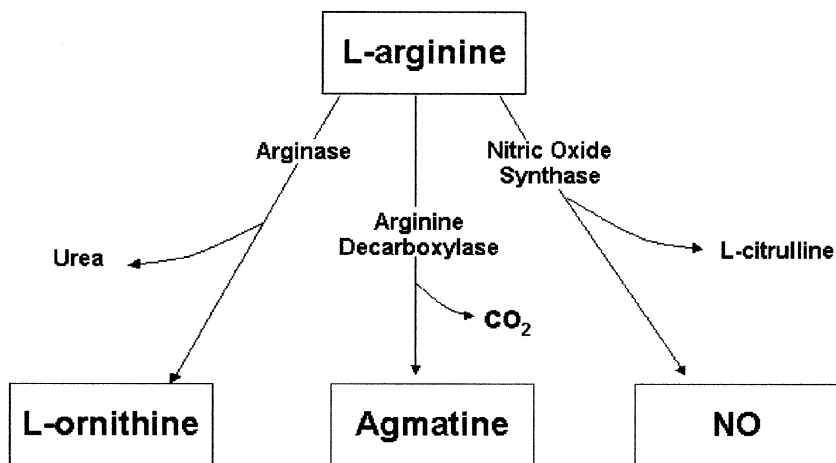 L-arginine
Arginase
Nitric Oxide
Synthase
Arginine
Decarboxylase
Urea
L-citrulline
CO2
L-ornithine
Agmatine
NO